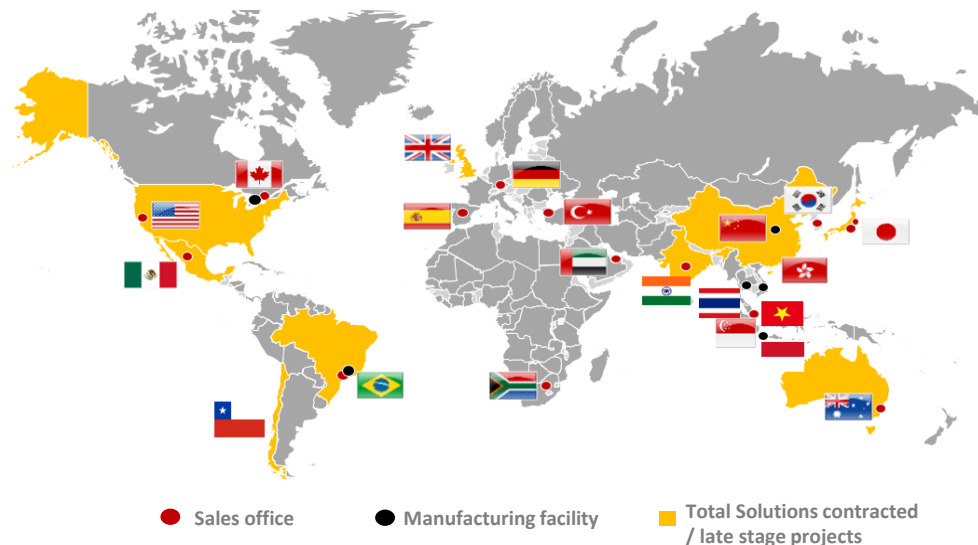 Sales office
Manufacturing facility
Total Solutions contracted
/ late stage projects